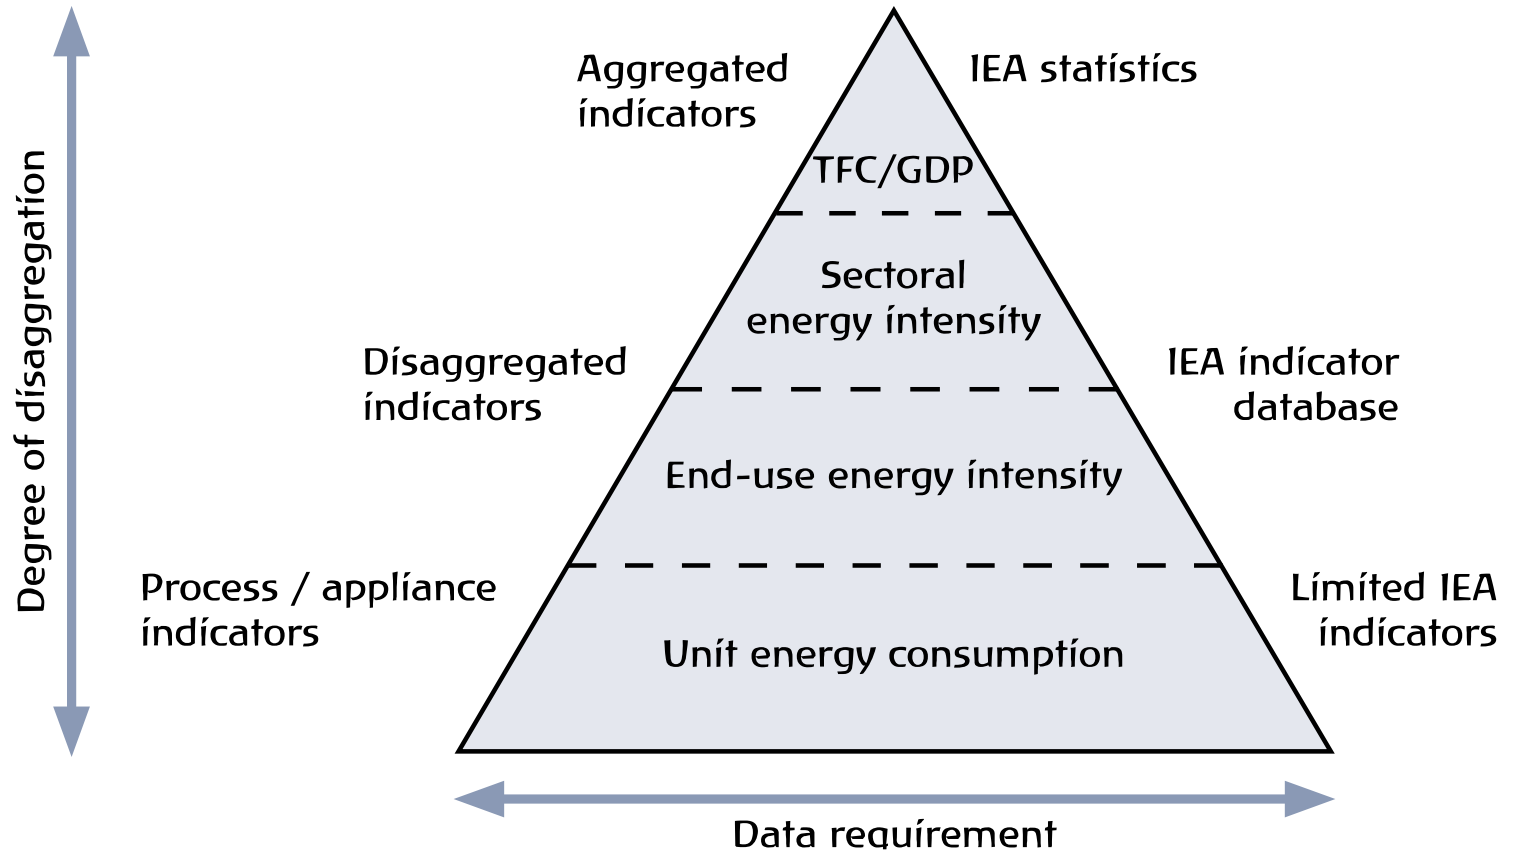 Aggregated
indicators
IEA statistics
TFC/GDP
Sectoral
energy intensity
Disaggregated
indicators
IEA indicator
database
End-use energy intensity
Process / appliance
indicators
Limited IEA
indicators
Unit energy consumption
Degree of disaggregation
Data requirement